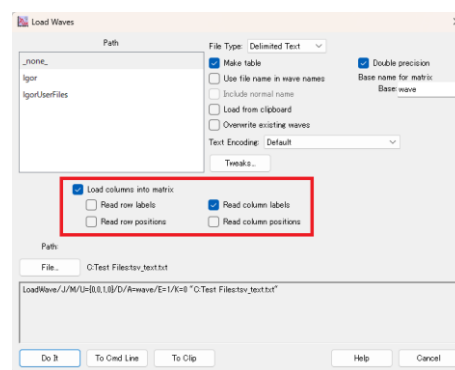 Load Waves
Path
_none_
Igor
IgorUserFiles
File Type: Delimited Text
Make table
Use file name in wave names
Include normal name
Load from clipboard
Overwrite existing waves
Double precision
Base name for matrix
Base: wave
Text Encoding: Default
Tweaks...
Load columns into matrix
Read row labels
Read column labels
Read row positions
Read column positions
Path:
File... C:Test Files:tsv_text.txt
LoadWave/J/M/U={0,0,1,0}/D/A=wave/E=1/K=0 "C:Test Files:tsv_text.txt"
Do It To Cmd Line To Clip Help Cancel